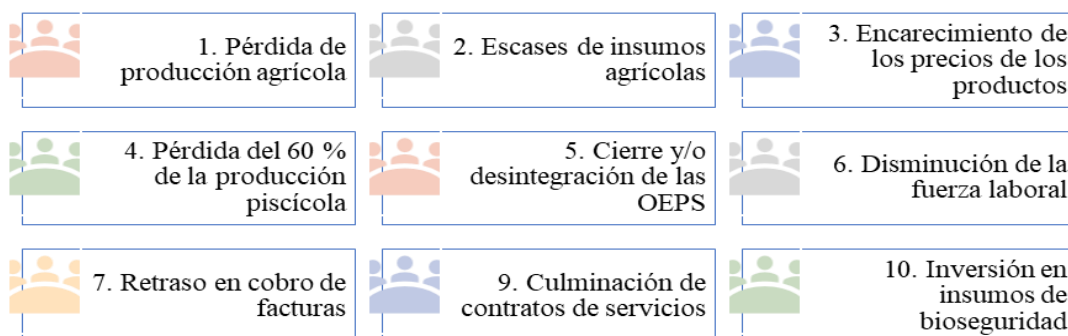 1. Pérdida de
producción agrícola
2. Escases de insumos
agrícolas
3. Encarecimiento de
los precios de los
productos
4. Pérdida del 60 %
de la producción
piscícola
5. Cierre y/o
desintegración de las
OEPS
6. Disminución de la
fuerza laboral
7. Retraso en cobro de
facturas
9. Culminación de
contratos de servicios
10. Inversión en
insumos de
bioseguridad